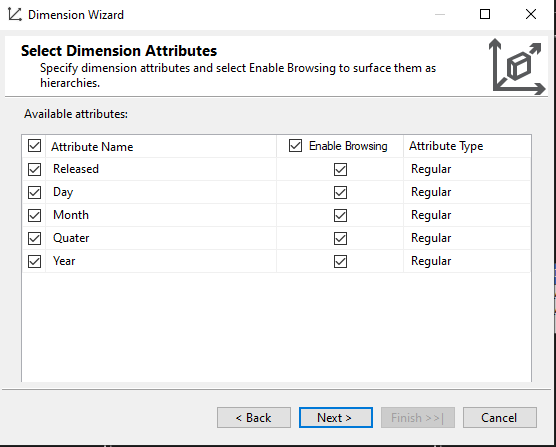 Dimension Wizard
Select Dimension Attributes
Specify dimension attributes and select Enable Browsing to surface them as
hierarchies.
Available attributes:
Attribute Name Enable Browsing Attribute Type
Released Regular
Day Regular
Month Regular
Quater Regular
Year Regular
< Back Next > Finish >>| Cancel